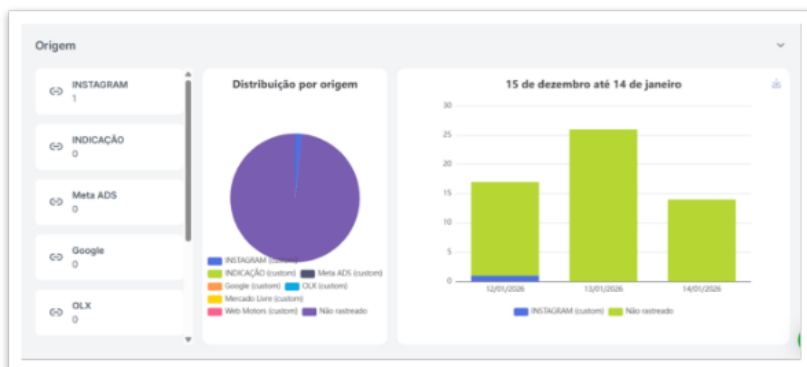 Origem
INSTAGRAM
1
INDICAÇÃO
0
Meta ADS
0
Google
0
OLX
0
Distribuição por origem
INSTAGRAM (custom)
INDICAÇÃO (custom) Meta ADS (custom)
Google (custom) OLX (custom)
Mercado Livre (custom)
Web Motors (custom) Não rastreado
15 de dezembro até 14 de janeiro
30
25
20
15
10
5
0
12/01/2026 13/01/2026 14/01/2026
INSTAGRAM (custom) Não rastreado